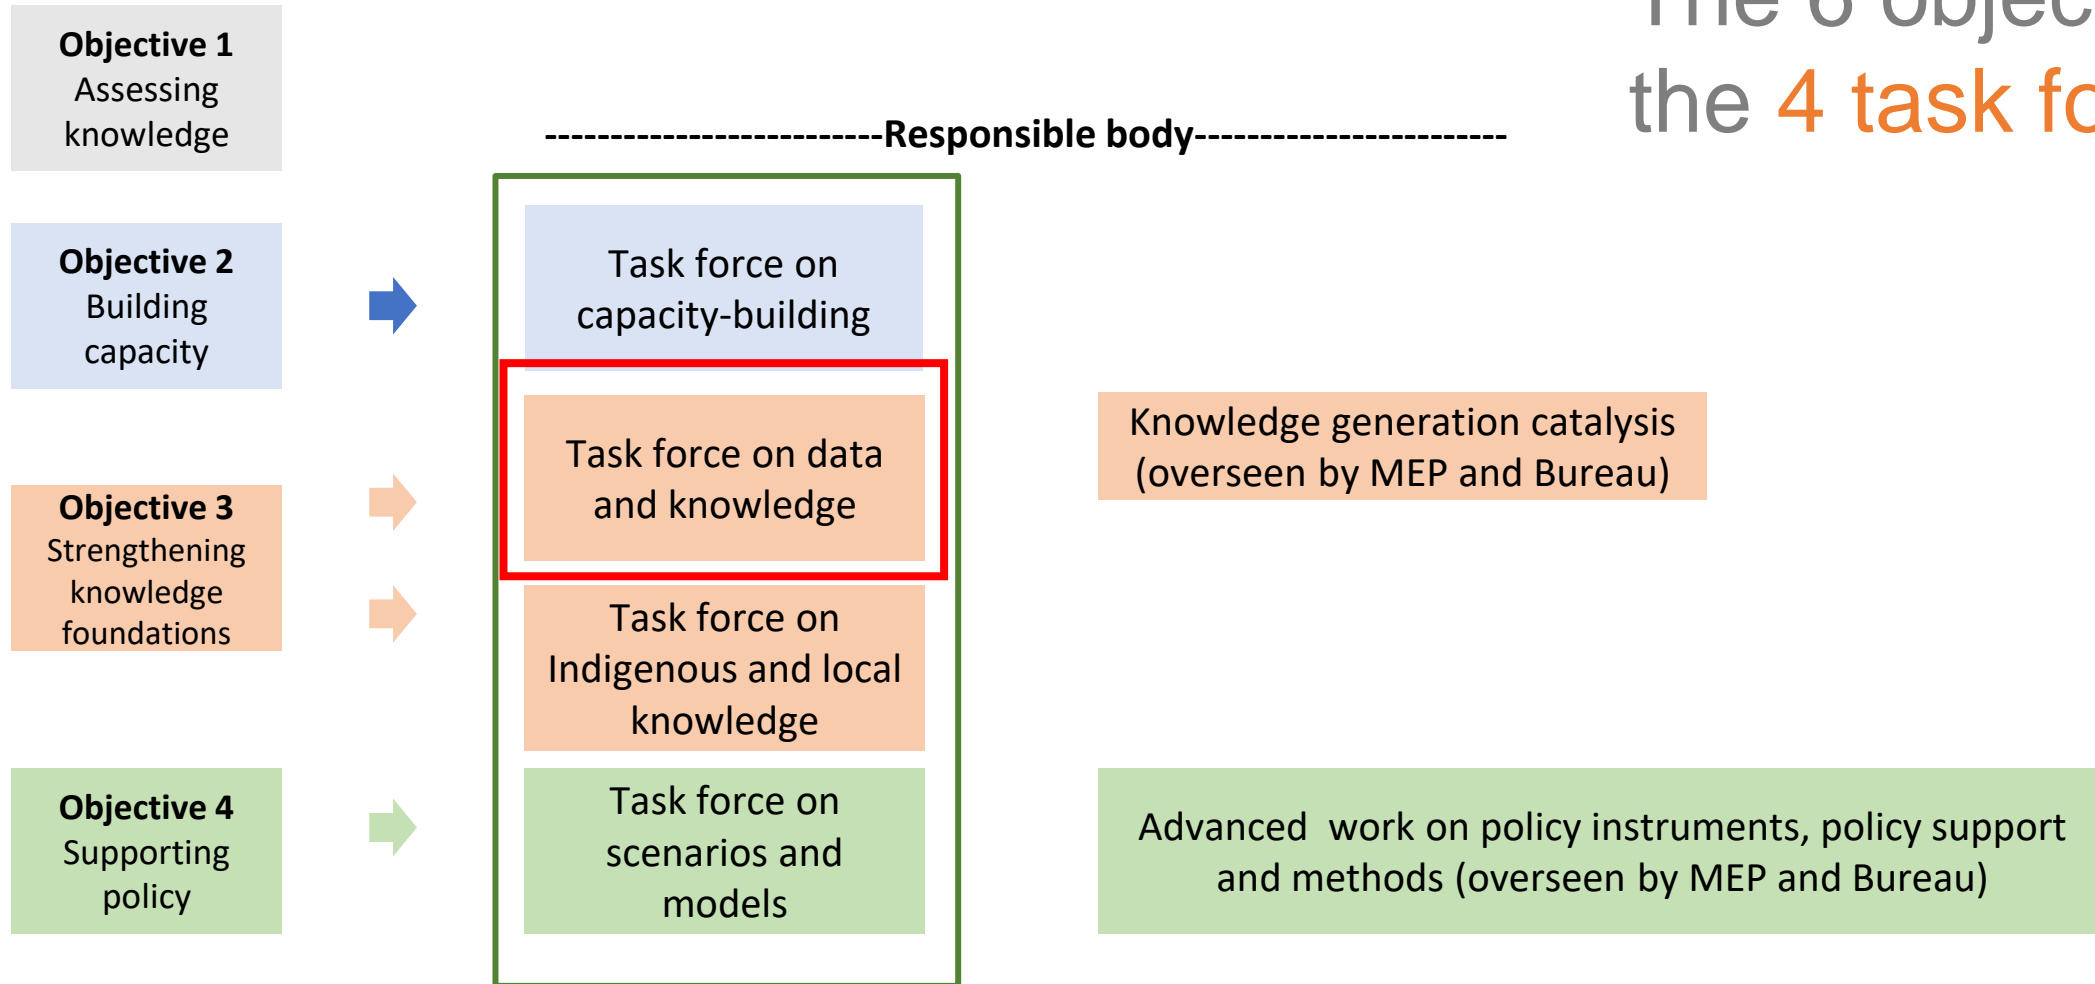 The 6 objec
the 4 task fo
Objective 1
Assessing
knowledge
-------------------------Responsible body------------------------
Objective 2
Building
capacity
Task force on
capacity-building
Objective 3
Strengthening
knowledge
foundations
Task force on data
and knowledge
Knowledge generation catalysis
(overseen by MEP and Bureau)
Task force on
Indigenous and local
knowledge
Objective 4
Supporting
policy
Task force on
scenarios and
models
Advanced  work on policy instruments, policy support
and methods (overseen by MEP and Bureau)